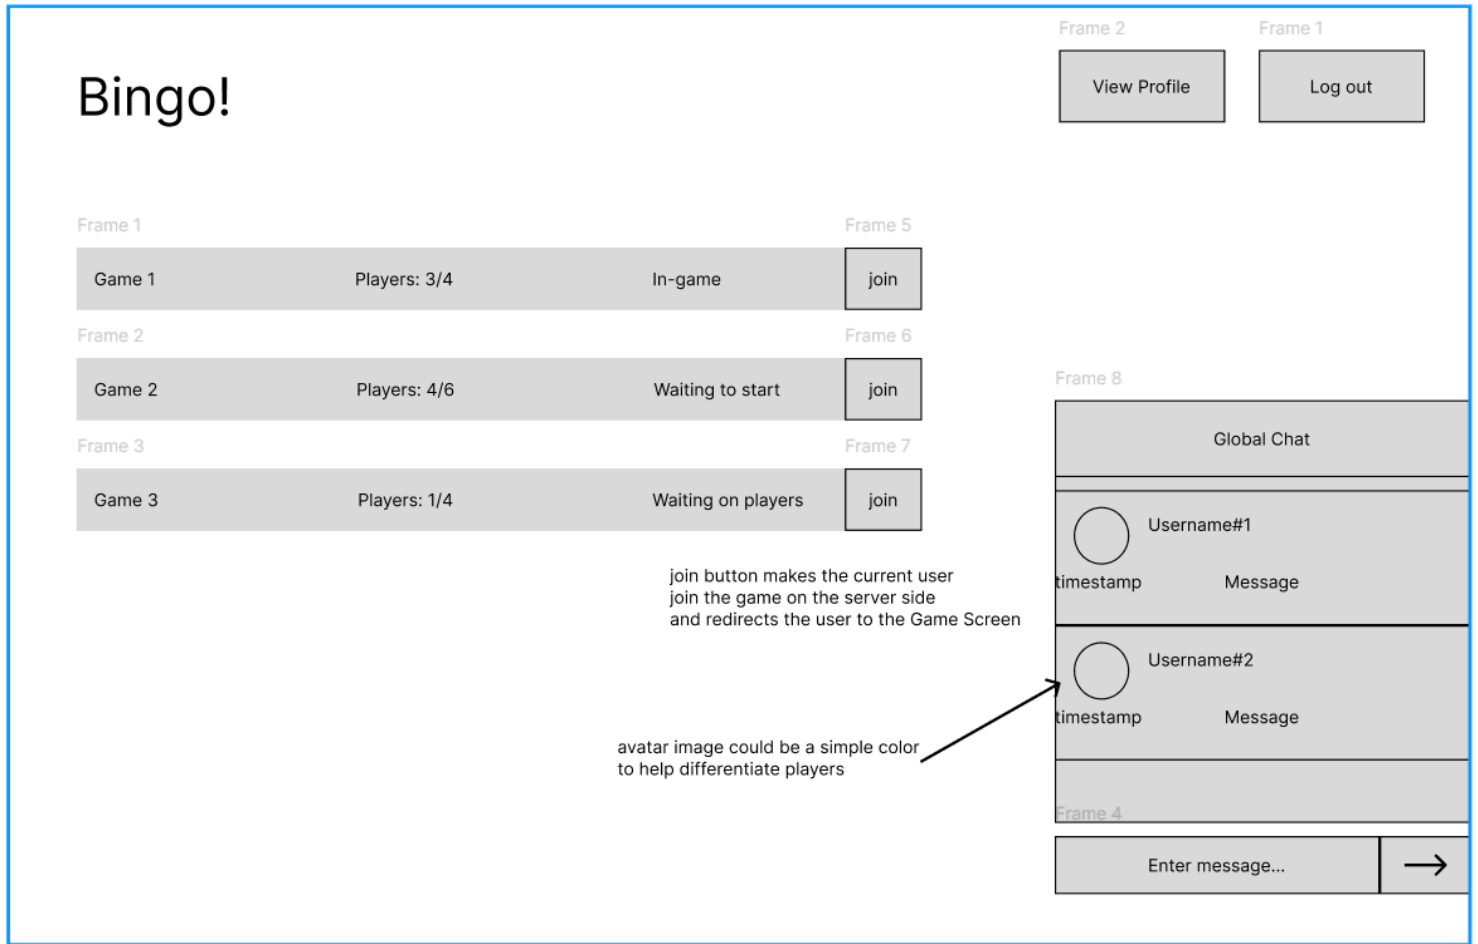 Frame 2
Frame 1
View Profile
Log out
Bingo!
Frame 1
Frame 5
Game 1
Players: 3/4
In-game
join
Frame 2
Frame 6
Game 2
Players: 4/6
Waiting to start
join
Frame 3
Frame 7
Game 3
Players: 1/4
Waiting on players
join
join button makes the current user
join the game on the server side
and redirects the user to the Game Screen
avatar image could be a simple color
to help differentiate players
Frame 8
Global Chat
Username#1
timestamp
Message
Username#2
timestamp
Message
Frame 4
Enter message...